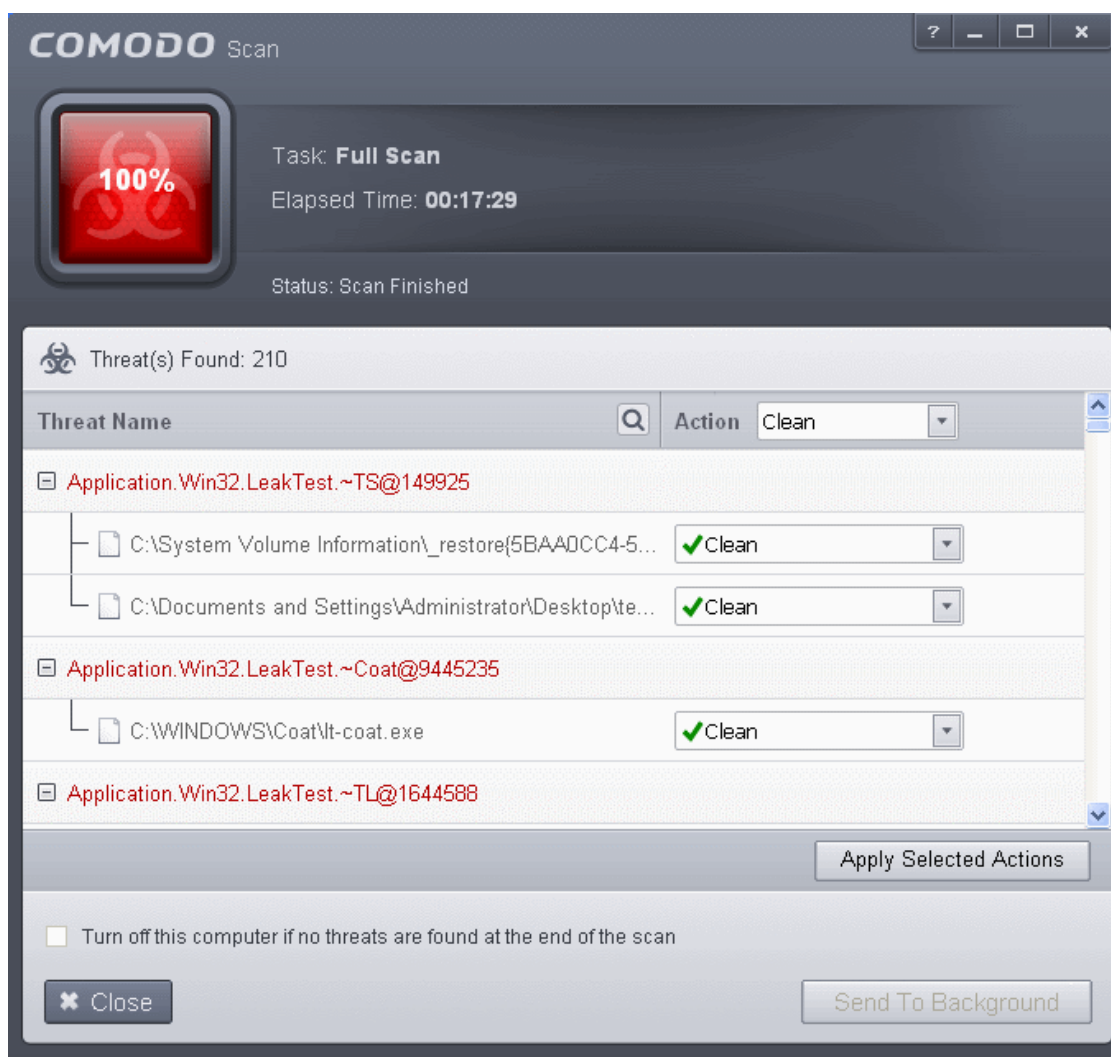 COMODO Scan
?
100%
Task: Full Scan
Elapsed Time: 00:17:29
Status: Scan Finished
Threat(s) Found: 210
Threat Name Action Clean
Application.Win32.LeakTest.~TS@149925
C:\System Volume Information\_restore{5BAA0CC4-5... Clean
C:\Documents and Settings\Administrator\Desktop\te... Clean
Application.Win32.LeakTest.~Coat@9445235
C:\WINDOWS\Coat\lt-coat.exe Clean
Application.Win32.LeakTest.~TL@1644588
Apply Selected Actions
Turn off this computer if no threats are found at the end of the scan
Close Send To Background